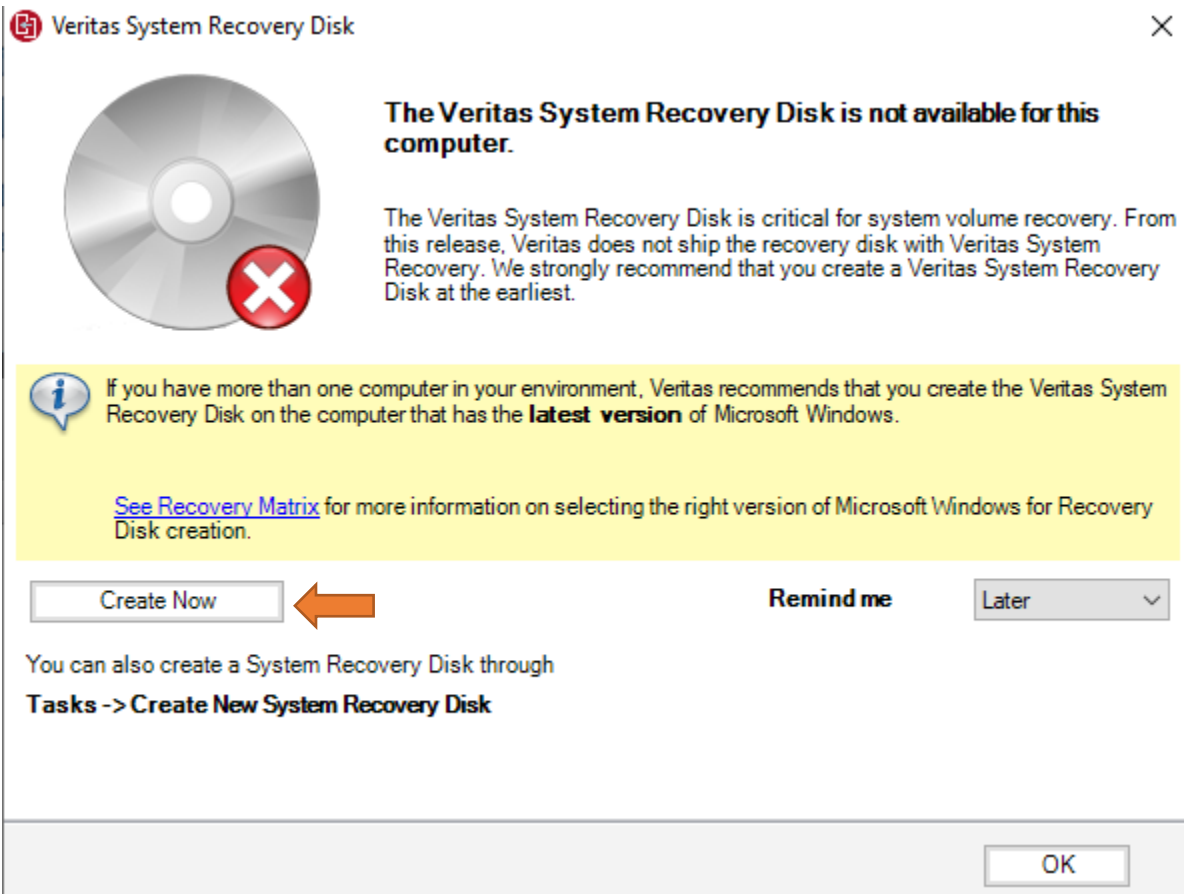 Veritas System Recovery Disk
The Veritas System Recovery Disk is not available for this
computer.
The Veritas System Recovery Disk is critical for system volume recovery. From
this release, Veritas does not ship the recovery disk with Veritas System
Recovery. We strongly recommend that you create a Veritas System Recovery
Disk at the earliest.
If you have more than one computer in your environment, Veritas recommends that you create the Veritas System
Recovery Disk on the computer that has the latest version of Microsoft Windows.
See Recovery Matrix for more information on selecting the right version of Microsoft Windows for Recovery
Disk creation.
Create Now
Remind me
Later
You can also create a System Recovery Disk through
Tasks -> Create New System Recovery Disk
OK